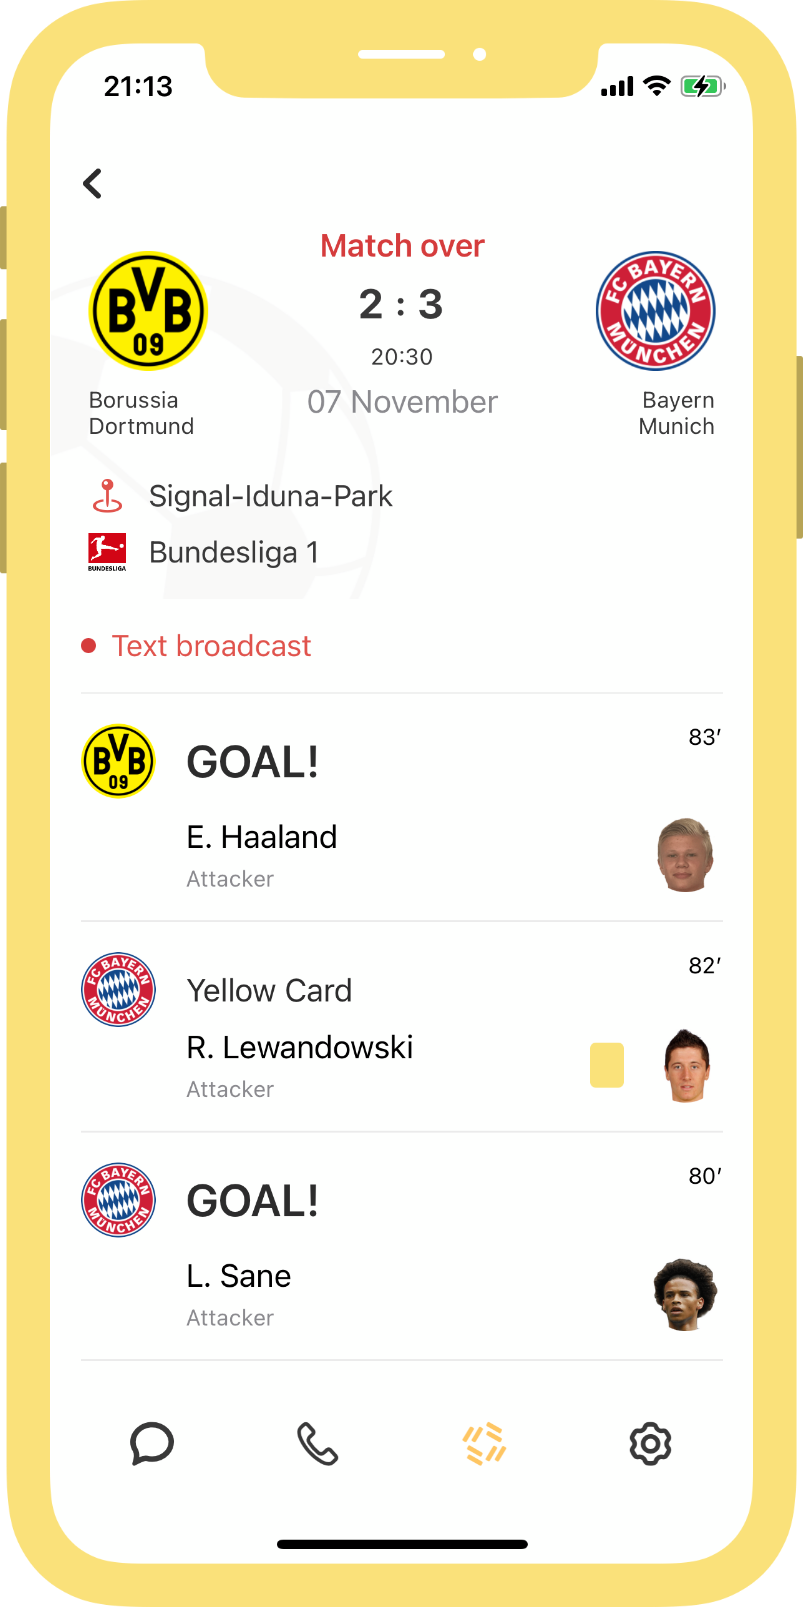 21:13
Match over
2 : 3
20:30
07 November
BVB
09
FC BAYERN
MÜNCHEN
Borussia
Dortmund
Bayern
Munich
Signal-Iduna-Park
BUNDESLIGA
Bundesliga 1
Text broadcast
BVB
09
GOAL!
83’
E. Haaland
Attacker
FC BAYERN
MÜNCHEN
82’
Yellow Card
R. Lewandowski
Attacker
FC BAYERN
MÜNCHEN
80’
GOAL!
L. Sane
Attacker